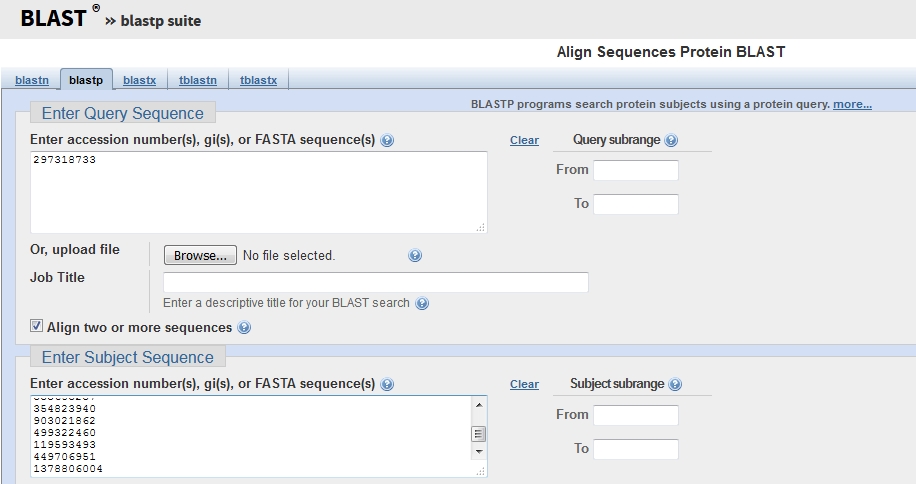 BLAST ® » blastp suite
Align Sequences Protein BLAST
blastn blastp blastx tblastn tblastx
BLASTP programs search protein subjects using a protein query. more...
Enter Query Sequence
Enter accession number(s), gi(s), or FASTA sequence(s) Clear Query subrange
297318733
From
To
Or, upload file Browse... No file selected.
Job Title
Enter a descriptive title for your BLAST search
Align two or more sequences
Enter Subject Sequence
Enter accession number(s), gi(s), or FASTA sequence(s) Clear Subject subrange
354823940
903021862
499322460
119593493
449706951
1378806004
From
To